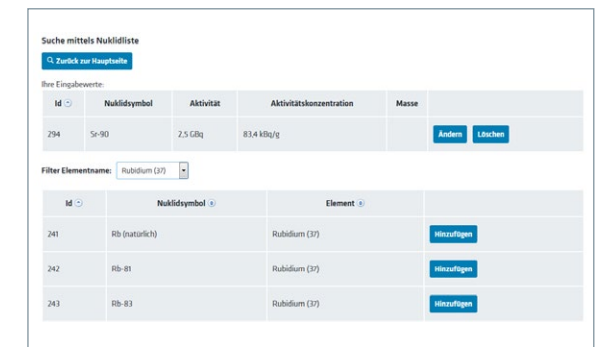 Suche mittels Nuklidliste
Zurück zur Hauptseite
Ihre Eingabewerte:
Id Nuklidsymbol Aktivität Aktivitätskonzentration Masse
294 Sr-90 2,5 GBq 83,4 kBq/g Ändern Löschen
Filter Elementname: Rubidium (37)
Id Nuklidsymbol Element
241 Rb (natürlich) Rubidium (37) Hinzufügen
242 Rb-81 Rubidium (37) Hinzufügen
243 Rb-83 Rubidium (37) Hinzufügen